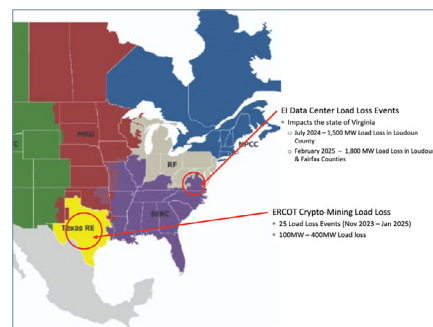 EI Data Center Load Loss Events
• Impacts the state of Virginia
o July 2024 – 1,500 MW Load Loss in Loudoun
County
o February 2025 – 1,800 MW Load Loss in Loudou
& Fairfax Counties
C
MRO
NPCC
RF
SERC
Texas RE
ERCOT Crypto-Mining Load Loss
• 25 Load Loss Events (Nov 2023 – Jan 2025)
• 100MW – 400MW Load loss